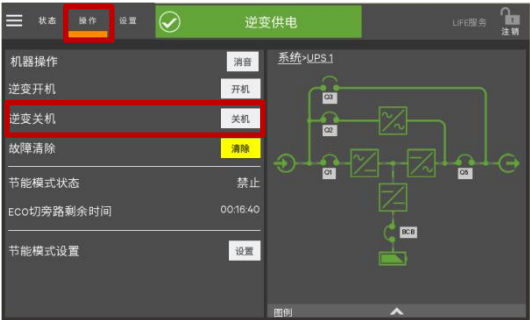 状态 操作 设置 逆变供电 LIFE服务 注销
机器操作 消音
逆变开机 开机
逆变关机 关机
故障清除 清除
节能模式状态 禁止
ECO切旁路剩余时间 00:16:40
节能模式设置 设置
系统>UPS 1
Q3
Q2
Q1 Q5
BCB
图例